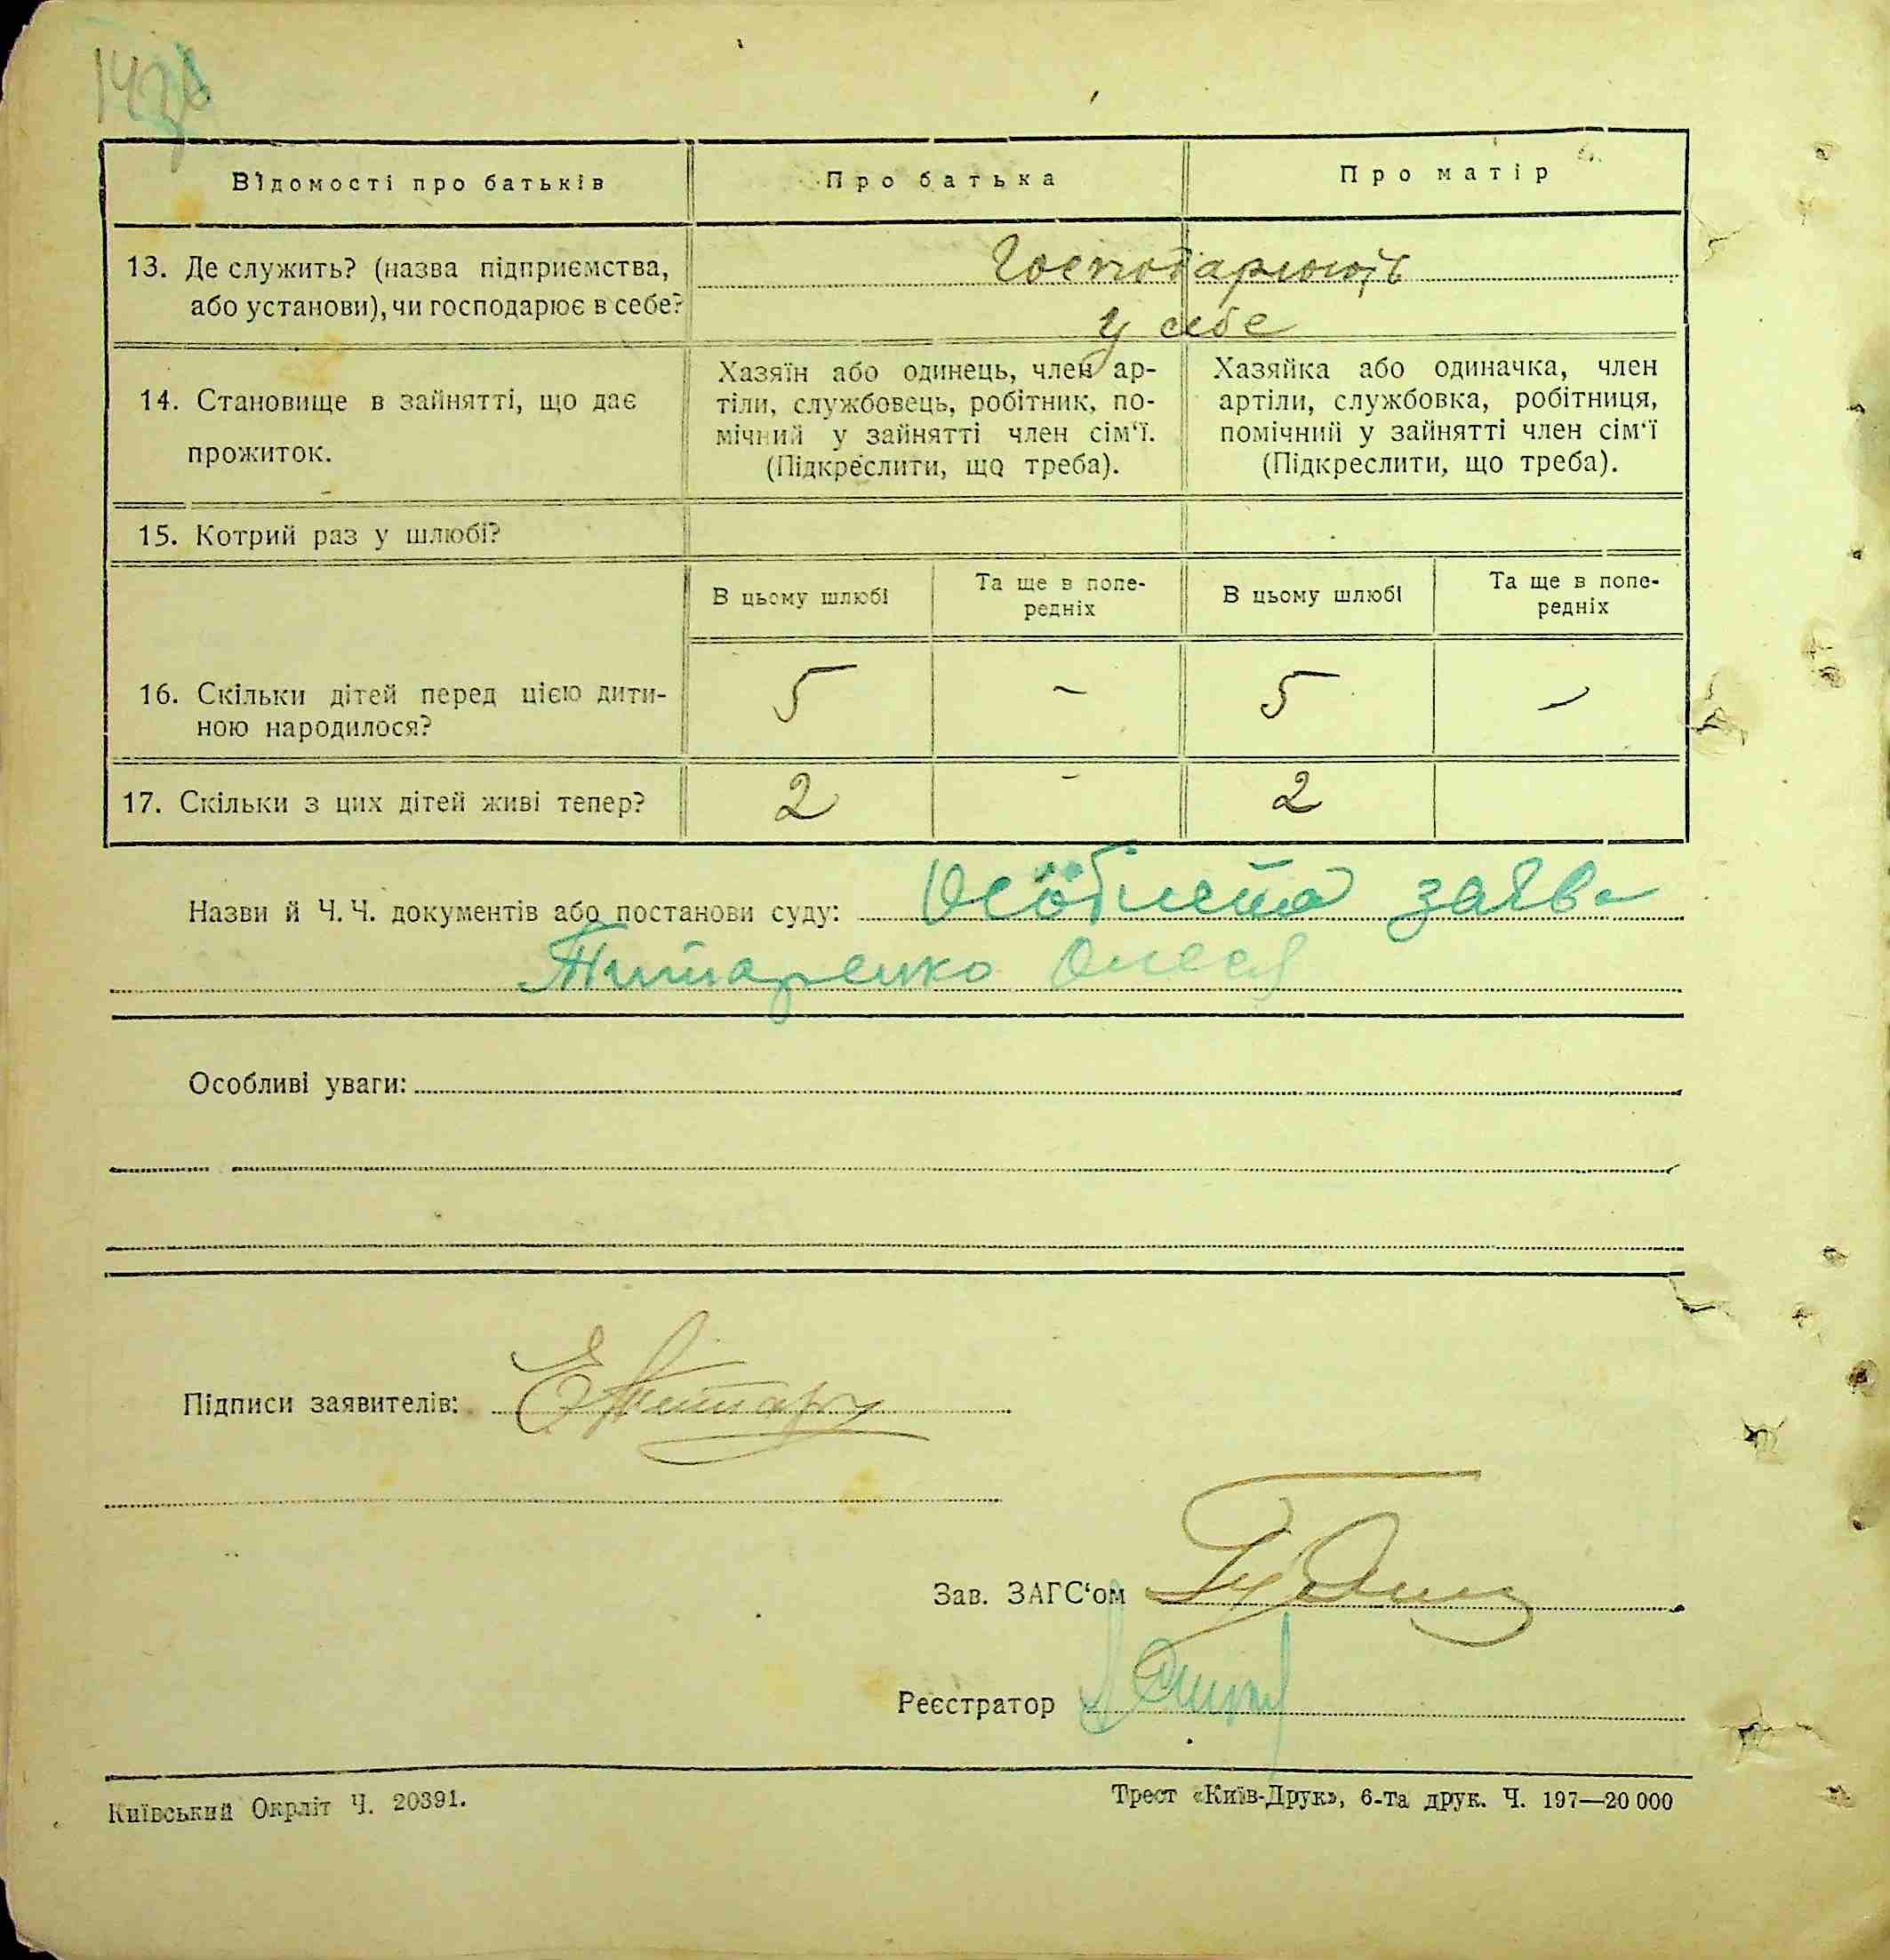 Відомості про батьків
Про батька
Про матір
13. Де служить? (назва підприємства,
або установи), чи господарює в себе?
Господарюють
у себе
14. Становище в зайнятті, що дає
прожиток.
Хазяїн або одинець, член ар-
тіли, службовець, робітник, по-
мічний у зайнятті член сім‘ї.
(Підкреслити, що треба).
Хазяйка або одиначка, член
артіли, службовка, робітниця,
помічний у зайнятті член сім‘ї
(Підкреслити, що треба).
15. Котрий раз у шлюбі?
В цьому шлюбі
Та ще в попе-
редніх
В цьому шлюбі
Та ще в попе-
редніх
16. Скільки дітей перед цією дити-
ною народилося?
5 - 5 -
17. Скільки з цих дітей живі тепер?
2 - 2
Назви й Ч. Ч. документів або постанови суду: Особиста заява
Титаренко
Особливі уваги:
Підписи заявителів:
Зав. ЗАГС‘ом
Реєстратор
Київський Окрліт Ч. 20391.
Трест «Київ-Друк», 6-та друк. Ч. 197—20 000